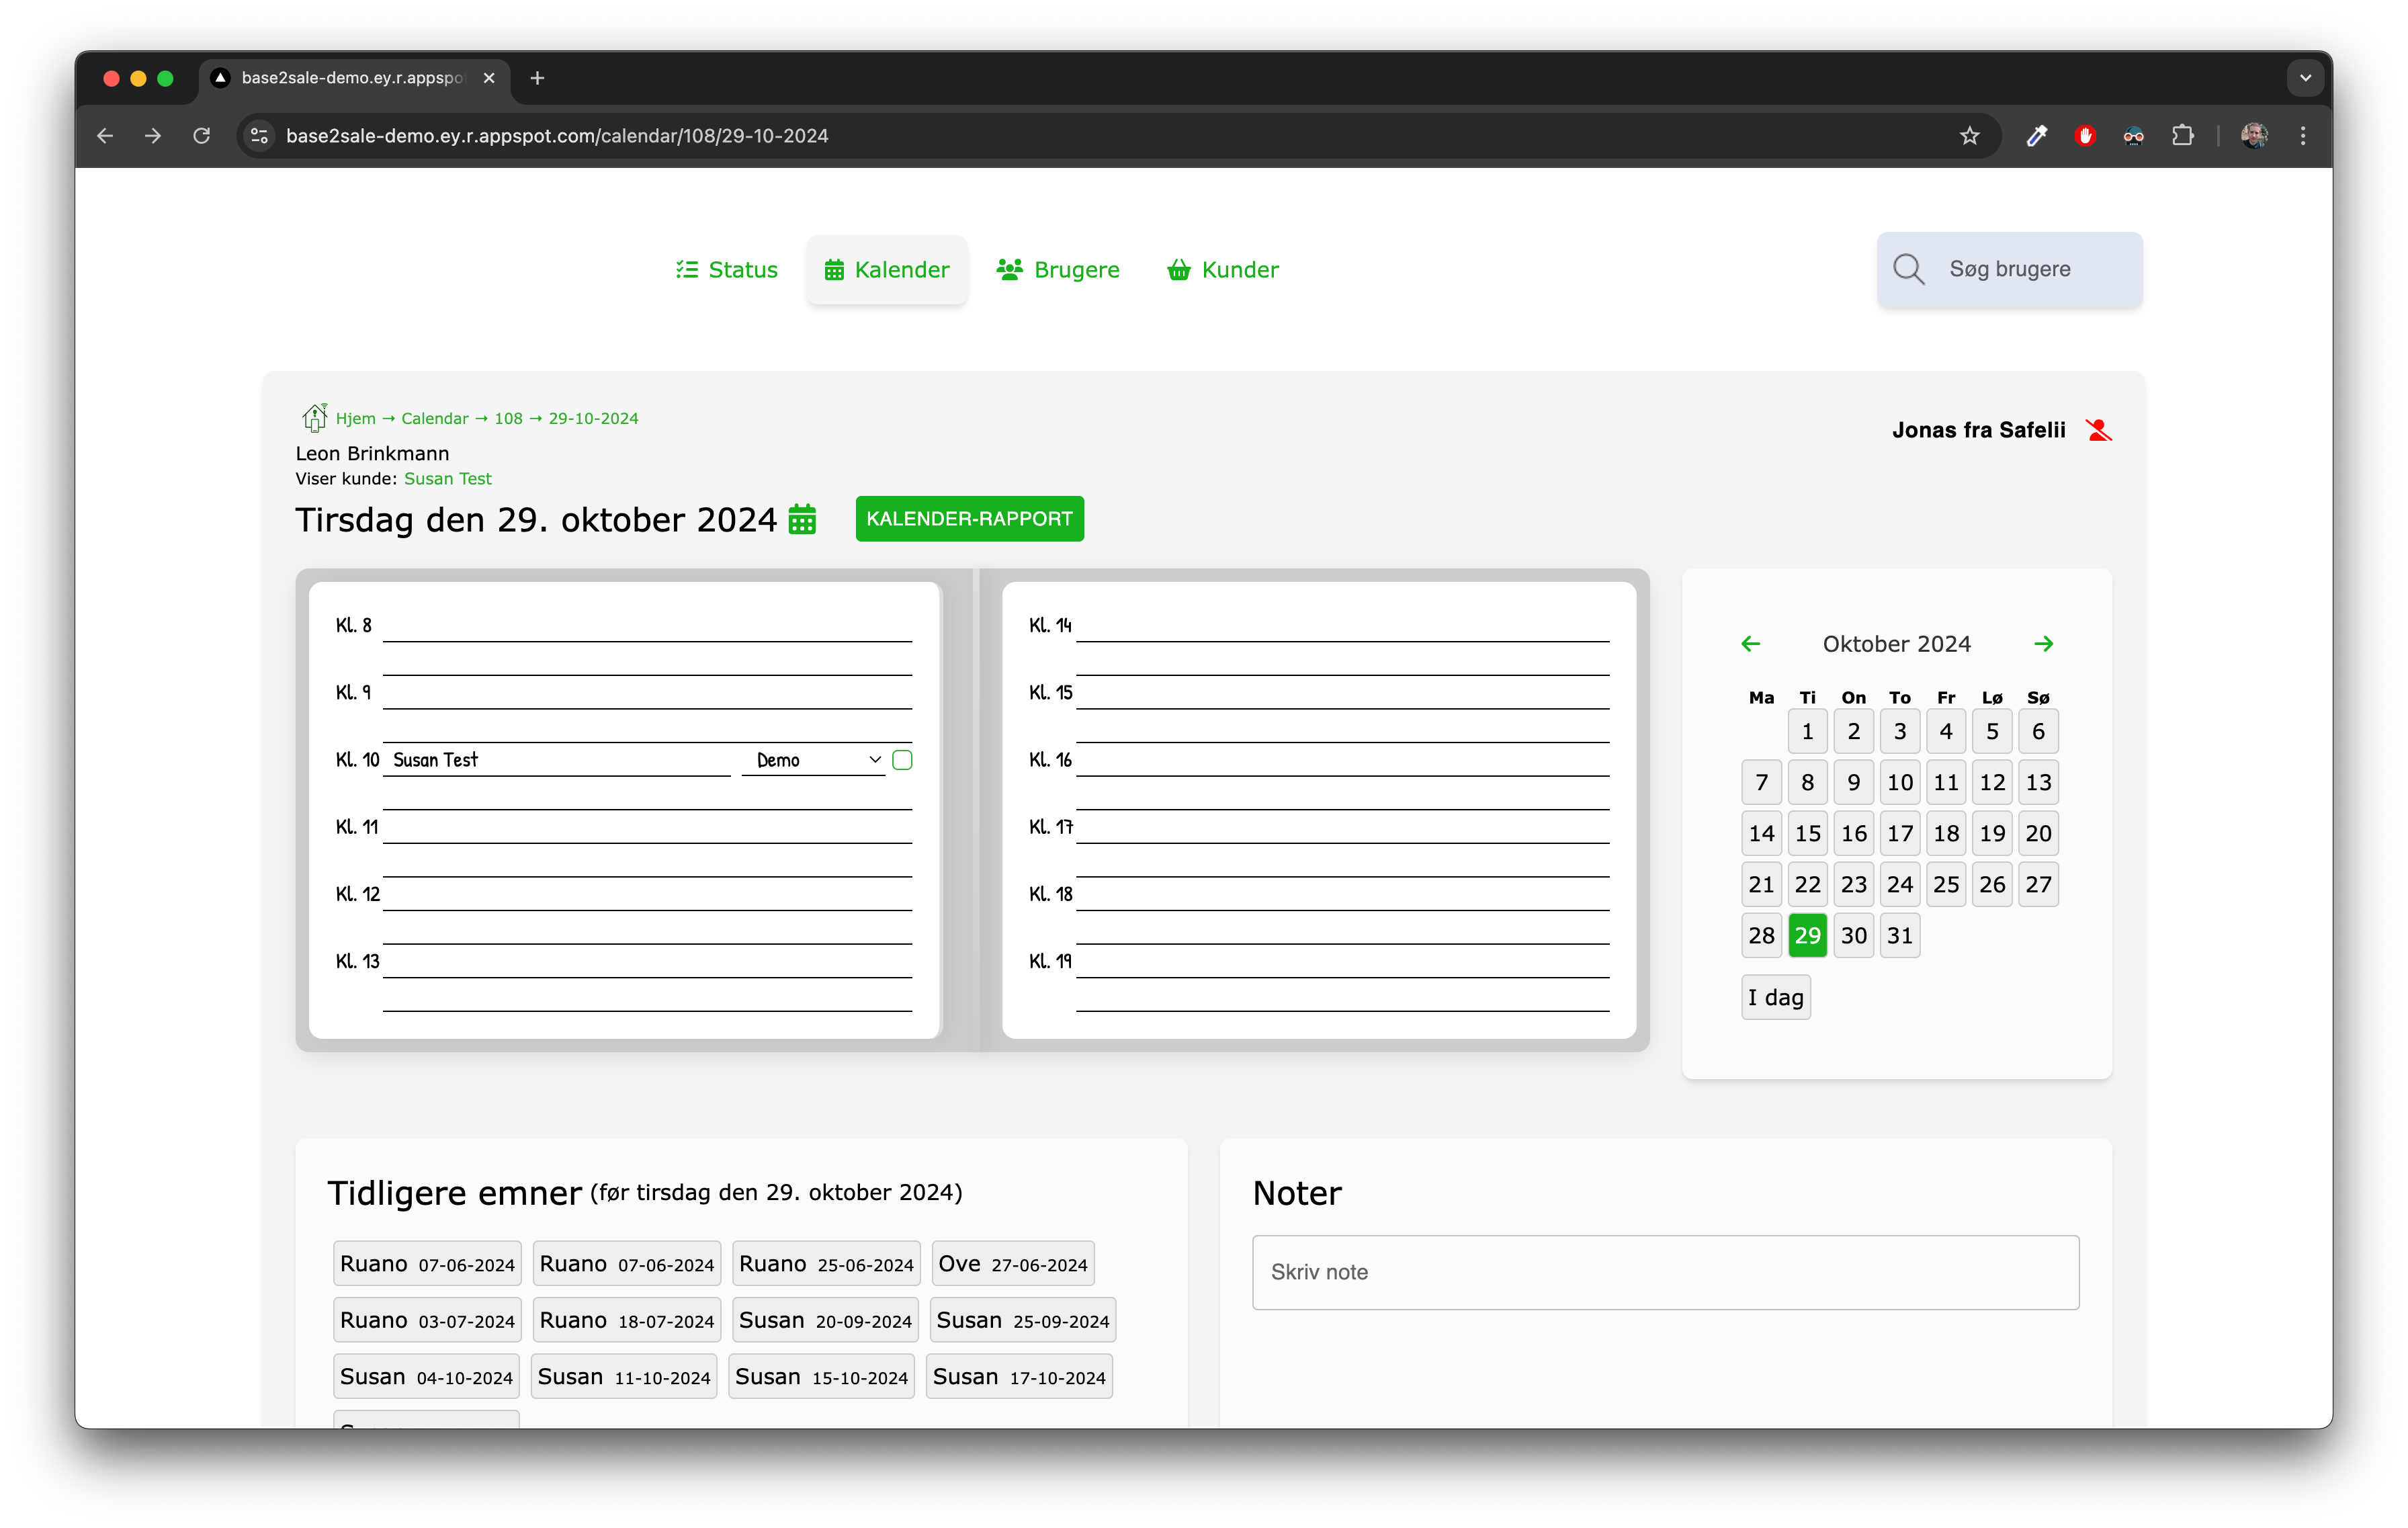 base2sale-demo.ey.r.appspo
base2sale-demo.ey.r.appspot.com/calendar/108/29-10-2024
Status Kalender Brugere Kunder
Søg brugere
Hjem → Calendar → 108 → 29-10-2024
Jonas fra Safelii
Leon Brinkmann
Viser kunde: Susan Test
Tirsdag den 29. oktober 2024
KALENDER-RAPPORT
Kl. 8
Kl. 9
Kl. 10 Susan Test Demo
Kl. 11
Kl. 12
Kl. 13
Kl. 14
Kl. 15
Kl. 16
Kl. 17
Kl. 18
Kl. 19
Oktober 2024
Ma Ti On To Fr Lø Sø
1 2 3 4 5 6
7 8 9 10 11 12 13
14 15 16 17 18 19 20
21 22 23 24 25 26 27
28 29 30 31
I dag
Tidligere emner (før tirsdag den 29. oktober 2024)
Ruano 07-06-2024 Ruano 07-06-2024 Ruano 25-06-2024 Ove 27-06-2024
Ruano 03-07-2024 Ruano 18-07-2024 Susan 20-09-2024 Susan 25-09-2024
Susan 04-10-2024 Susan 11-10-2024 Susan 15-10-2024 Susan 17-10-2024
Noter
Skriv note